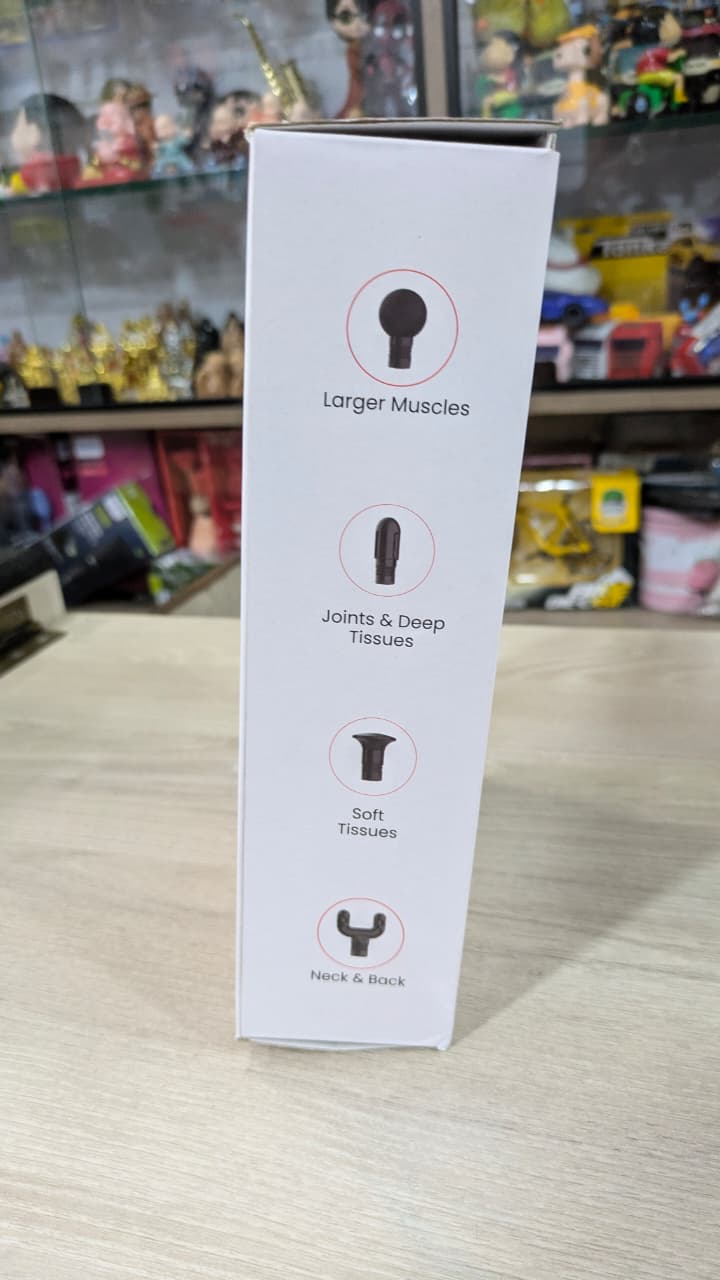 Larger Muscles
Joints & Deep
Tissues
Soft
Tissues
Neck & Back